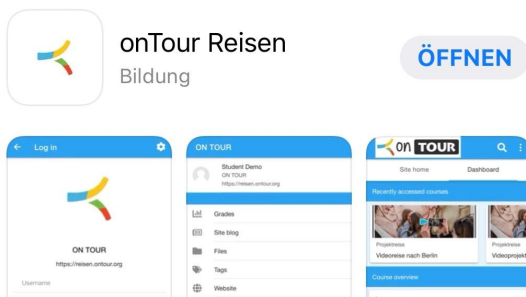 onTour Reisen
Bildung
ÖFFNEN
Log in
ON TOUR
https://reisen.ontour.org
Username
ON TOUR
Student Demo
ON TOUR
https://reisen.ontour.org
Grades
Site blog
Files
Tags
Website
on TOUR
Site home Dashboard
Recently accessed courses
Projektreise
Videoreise nach Berlin
Projektreise
Videoprojekt
Course overview